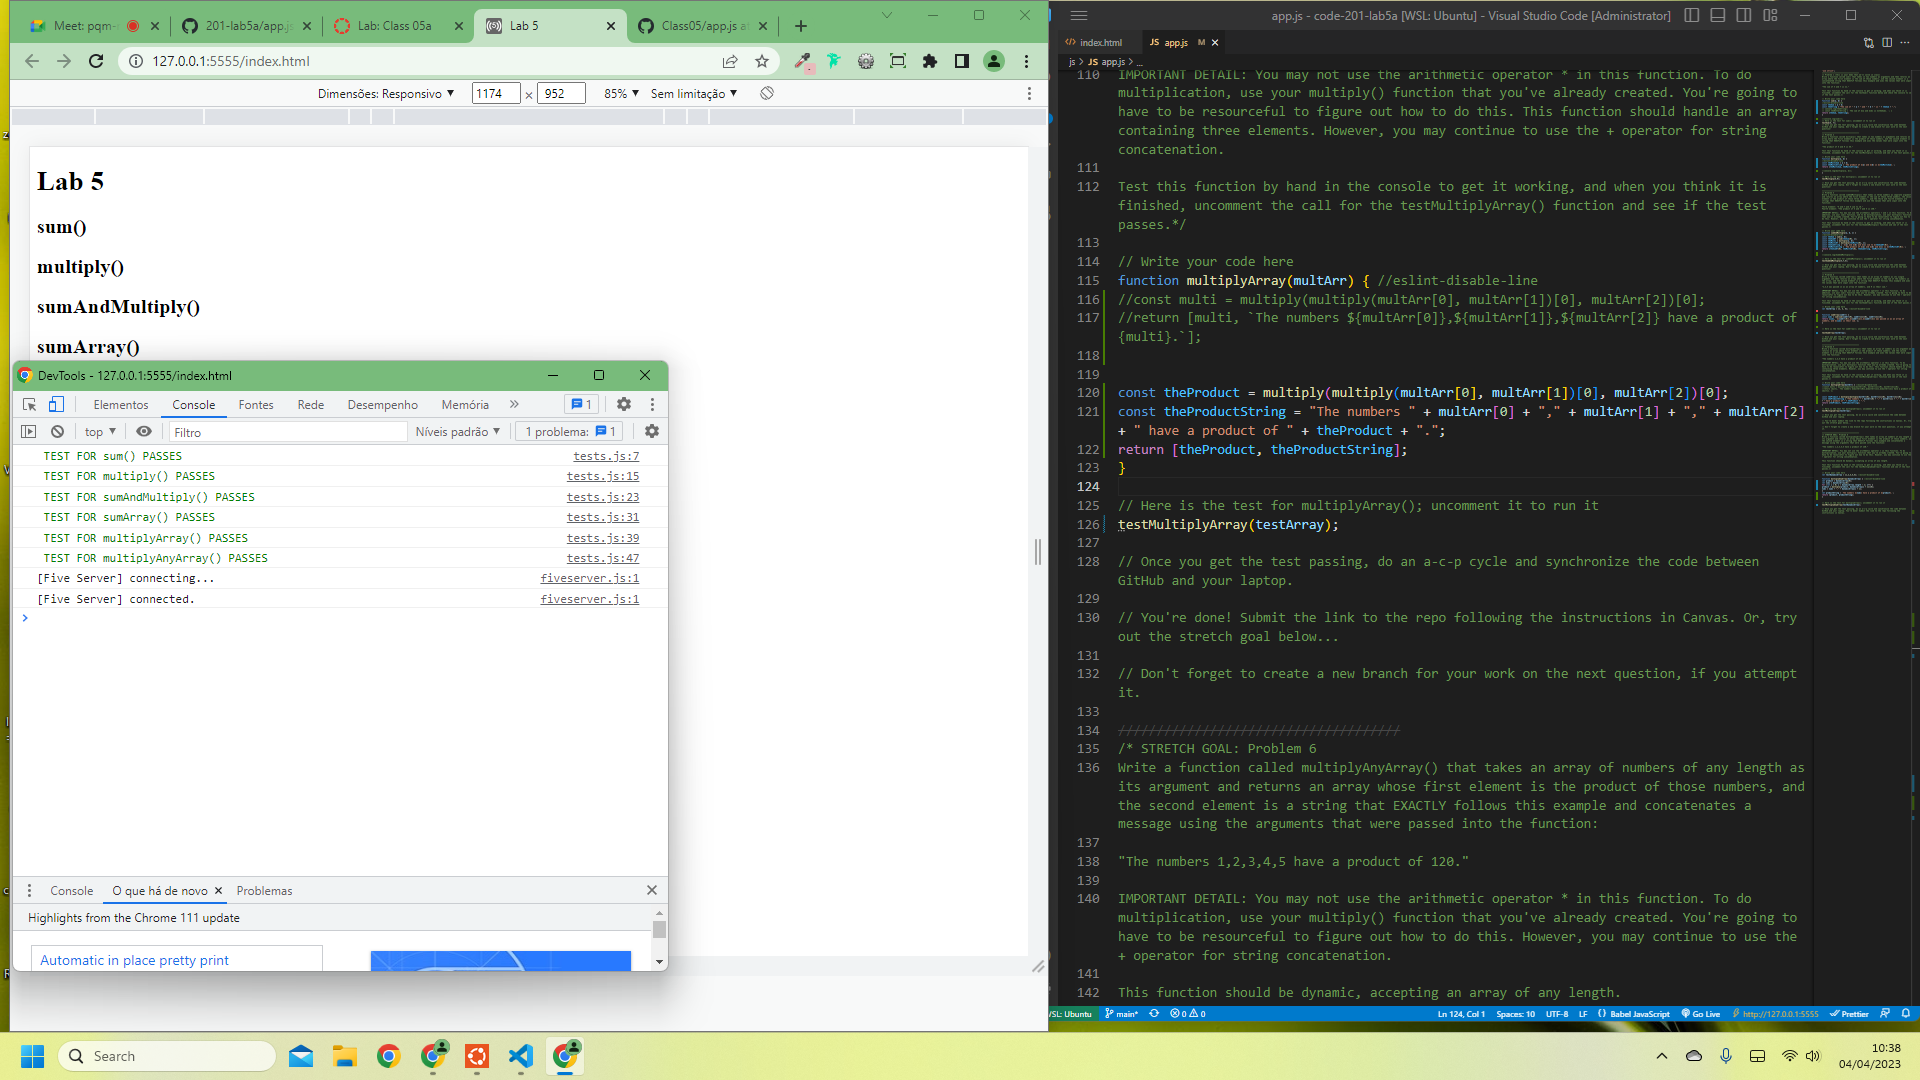 Meet: pqm-
201-lab5a/app.js
Lab: Class 05a
Lab 5
Class05/app.js at
127.0.0.1:5555/index.html
Dimensões: Responsivo ▼ 1174 × 952 85% ▼ Sem limitação ▼
Lab 5
sum()
multiply()
sumAndMultiply()
sumArray()
DevTools - 127.0.0.1:5555/index.html
Elementos Console Fontes Rede Desempenho Memória » 1
top ▼ Filtro Níveis padrão ▼ 1 problema: 1
TEST FOR sum() PASSES tests.js:7
TEST FOR multiply() PASSES tests.js:15
TEST FOR sumAndMultiply() PASSES tests.js:23
TEST FOR sumArray() PASSES tests.js:31
TEST FOR multiplyArray() PASSES tests.js:39
TEST FOR multiplyAnyArray() PASSES tests.js:47
[Five Server] connecting... fiveserver.js:1
[Five Server] connected. fiveserver.js:1
Console O que há de novo Problemas
Highlights from the Chrome 111 update
Automatic in place pretty print
app.js - code-201-lab5a [WSL: Ubuntu] - Visual Studio Code [Administrator]
index.html JS app.js M
js > JS app.js > ...
110 IMPORTANT DETAIL: You may not use the arithmetic operator * in this function. To do
multiplication, use your multiply() function that you've already created. You're going to
have to be resourceful to figure out how to do this. This function should handle an array
containing three elements. However, you may continue to use the + operator for string
concatenation.
111
112 Test this function by hand in the console to get it working, and when you think it is
finished, uncomment the call for the testMultiplyArray() function and see if the test
passes.*/
113
114 // Write your code here
115 function multiplyArray(multArr) { //eslint-disable-line
116 //const multi = multiply(multiply(multArr[0], multArr[1])[0], multArr[2])[0];
117 //return [multi, `The numbers ${multArr[0]},${multArr[1]},${multArr[2]} have a product of
{multi}.`];
118
119
120 const theProduct = multiply(multiply(multArr[0], multArr[1])[0], multArr[2])[0];
121 const theProductString = "The numbers " + multArr[0] + "," + multArr[1] + "," + multArr[2]
+ " have a product of " + theProduct + ".";
122 return [theProduct, theProductString];
123 }
124
125 // Here is the test for multiplyArray(); uncomment it to run it
126 testMultiplyArray(testArray);
127
128 // Once you get the test passing, do an a-c-p cycle and synchronize the code between
GitHub and your laptop.
129
130 // You're done! Submit the link to the repo following the instructions in Canvas. Or, try
out the stretch goal below...
131
132 // Don't forget to create a new branch for your work on the next question, if you attempt
it.
133
134 /////////////////////////////////////
135 /* STRETCH GOAL: Problem 6
136 Write a function called multiplyAnyArray() that takes an array of numbers of any length as
its argument and returns an array whose first element is the product of those numbers, and
the second element is a string that EXACTLY follows this example and concatenates a
message using the arguments that were passed into the function:
137
138 "The numbers 1,2,3,4,5 have a product of 120."
139
140 IMPORTANT DETAIL: You may not use the arithmetic operator * in this function. To do
multiplication, use your multiply() function that you've already created. You're going to
have to be resourceful to figure out how to do this. However, you may continue to use the
+ operator for string concatenation.
141
142 This function should be dynamic, accepting an array of any length.
WSL: Ubuntu main* 0 0 Ln 124, Col 1 Spaces: 10 UTF-8 LF {} Babel JavaScript Go Live http://127.0.0.1:5555 Prettier
Search
10:38
04/04/2023